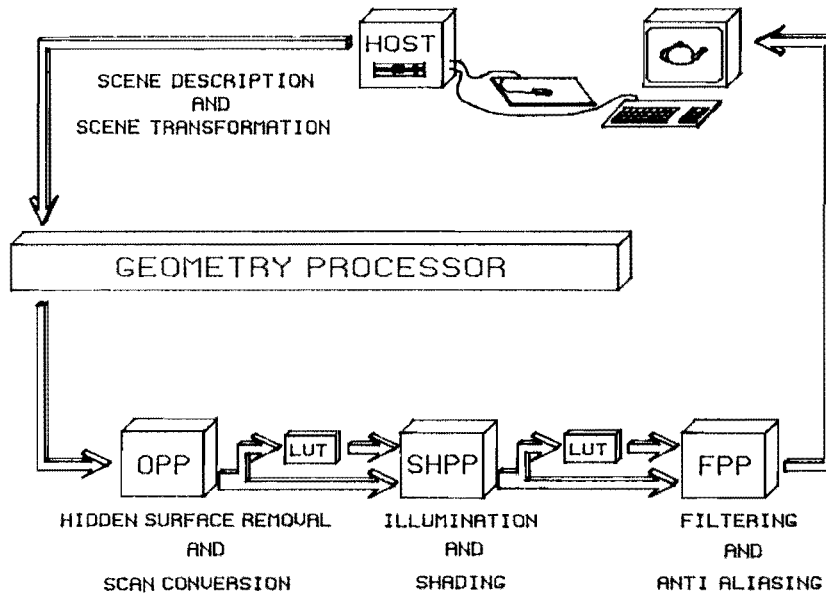 HOST
SCENE DESCRIPTION
AND
SCENE TRANSFORMATION
GEOMETRY PROCESSOR
OPP
LUT
SHPP
LUT
FPP
HIDDEN SURFACE REMOVAL
AND
SCAN CONVERSION
ILLUMINATION
AND
SHADING
FILTERING
AND
ANTI ALIASING